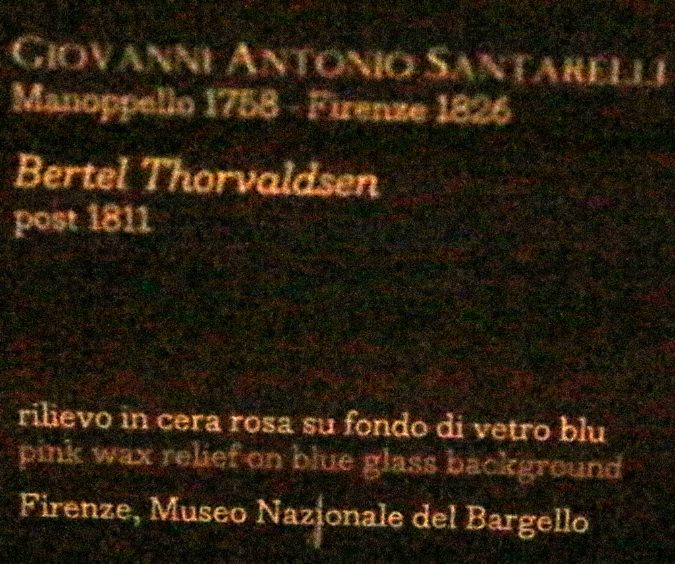 GIOVANNI ANTONIO SANTARELLI
Manoppello 1758 - Firenze 1826
Bertel Thorvaldsen
post 1811
rilievo in cera rosa su fondo di vetro blu
pink wax relief on blue glass background
Firenze, Museo Nazionale del Bargello